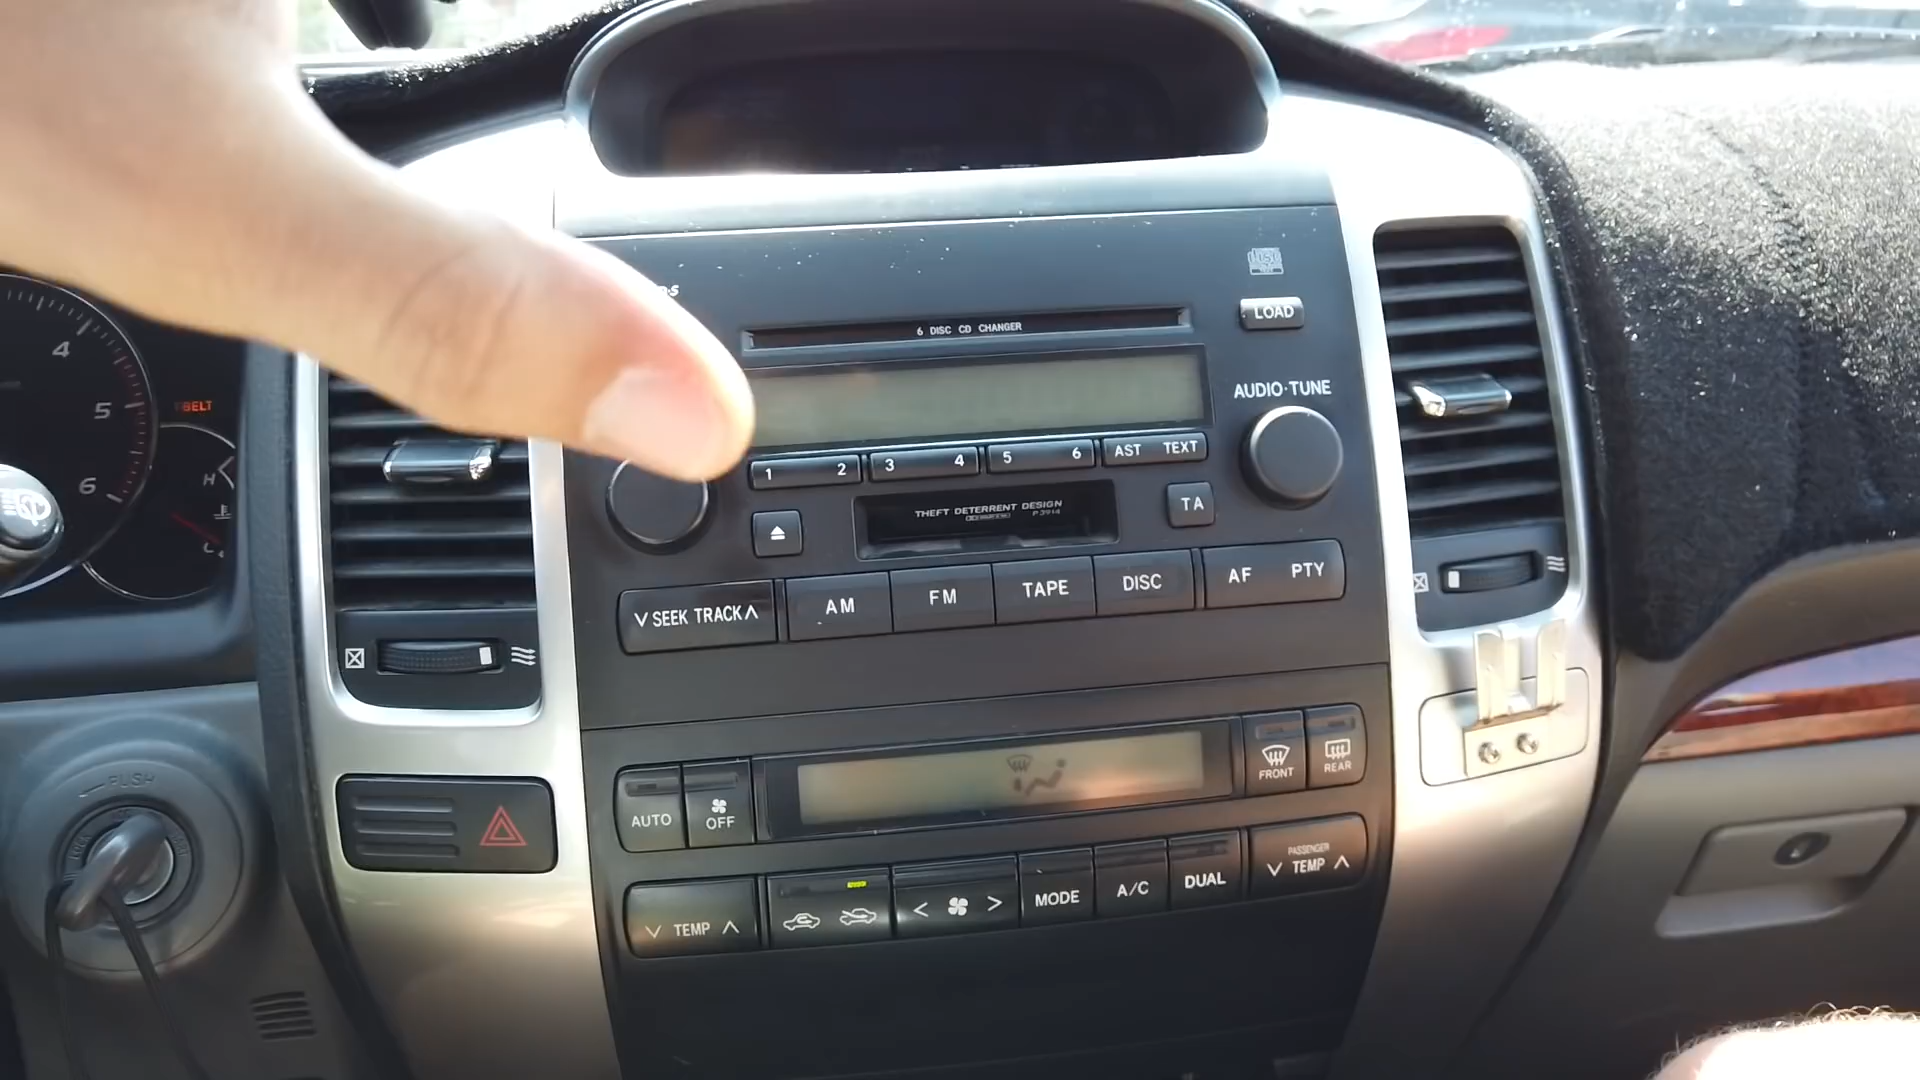 6 DISC CD CHANGER
LOAD
AUDIO·TUNE
1 2 3 4 5 6 AST TEXT
THEFT DETERRENT DESIGN
P3914
TA
∨ SEEK TRACK ∧ AM FM TAPE DISC AF PTY
4
5
6
T-BELT
H
C
PUSH
FRONT
REAR
AUTO
OFF
∨ TEMP ∧
< >
MODE
A/C
DUAL
PASSENGER
∨ TEMP ∧